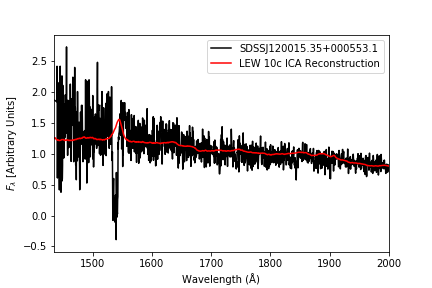 SDSSJ120015.35+000553.1
LEW 10c ICA Reconstruction
2.5
2.0
1.5
1.0
0.5
0.0
−0.5
Fλ [Arbitrary Units]
1500 1600 1700 1800 1900 2000
Wavelength (Å)